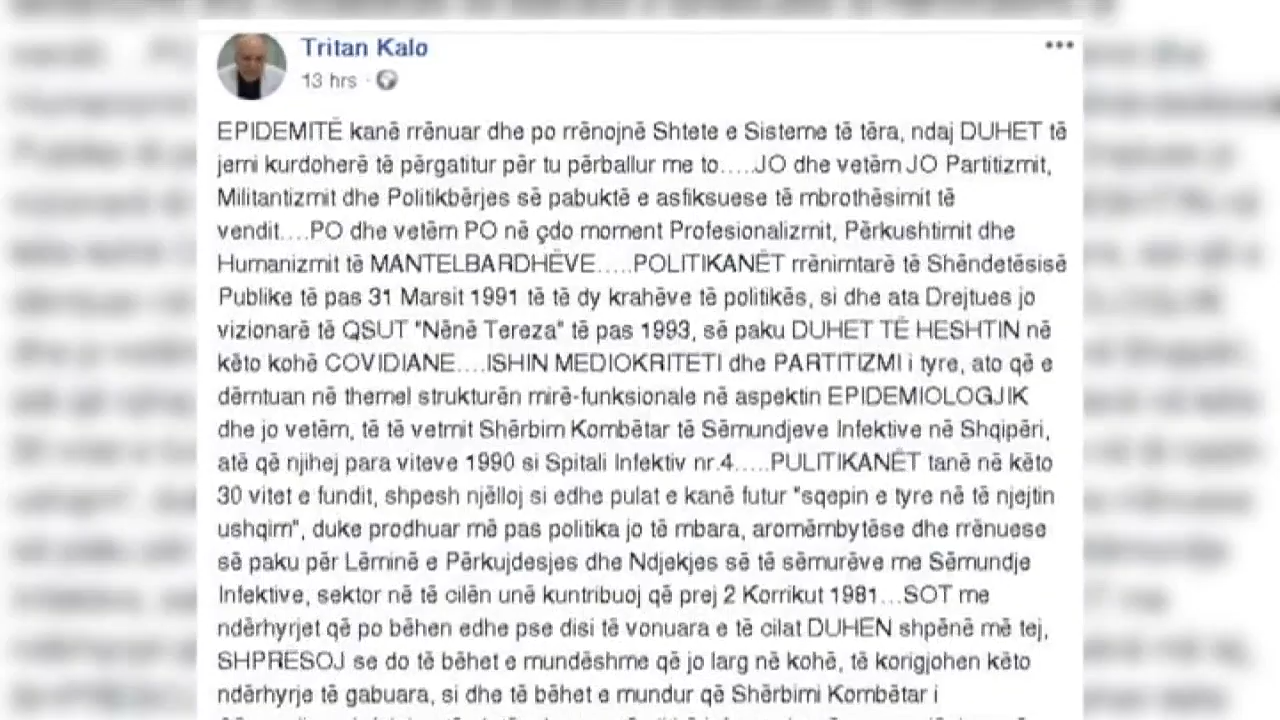 Tritan Kalo
13 hrs
EPIDEMITË kanë rrënuar dhe po rrënojnë Shtete e Sisteme të tëra, ndaj DUHET të
jemi kurdoherë të përgatitur për tu përballur me to.....JO dhe vetëm JO Partitizmit,
Militantizmit dhe Politikbërjes së pabuktë e asfiksuese të mbrothësimit të
vendit....PO dhe vetëm PO në çdo moment Profesionalizmit, Përkushtimit dhe
Humanizmit të MANTELBARDHËVE.....POLITIKANËT rrënimtarë të Shëndetësisë
Publike të pas 31 Marsit 1991 të të dy krahëve të politikës, si dhe ata Drejtues jo
vizionarë të QSUT "Nënë Tereza" të pas 1993, së paku DUHET TË HESHTIN në
këto kohë COVIDIANE....ISHIN MEDIOKRITETI dhe PARTITIZMI i tyre, ato që e
dëmtuan në themel strukturën mirë-funksionale në aspektin EPIDEMIOLOGJIK
dhe jo vetëm, të të vetmit Shërbim Kombëtar të Sëmundjeve Infektive në Shqipëri,
atë që njihej para viteve 1990 si Spitali Infektiv nr.4.....PULITIKANËT tanë në këto
30 vitet e fundit, shpesh njëlloj si edhe pulat e kanë futur "sqepin e tyre në të njejtin
ushqim", duke prodhuar më pas politika jo të mbara, aromëmbytëse dhe rrënuese
së paku për Lëminë e Përkujdesjes dhe Ndjekjes së të sëmurëve me Sëmundje
Infektive, sektor në të cilën unë kuntribuoj që prej 2 Korrikut 1981...SOT me
ndërhyrjet që po bëhen edhe pse disi të vonuara e të cilat DUHEN shpënë më tej,
SHPRESOJ se do të bëhet e mundëshme që jo larg në kohë, të korigjohen këto
ndërhyrje të gabuara, si dhe të bëhet e mundur që Shërbimi Kombëtar i